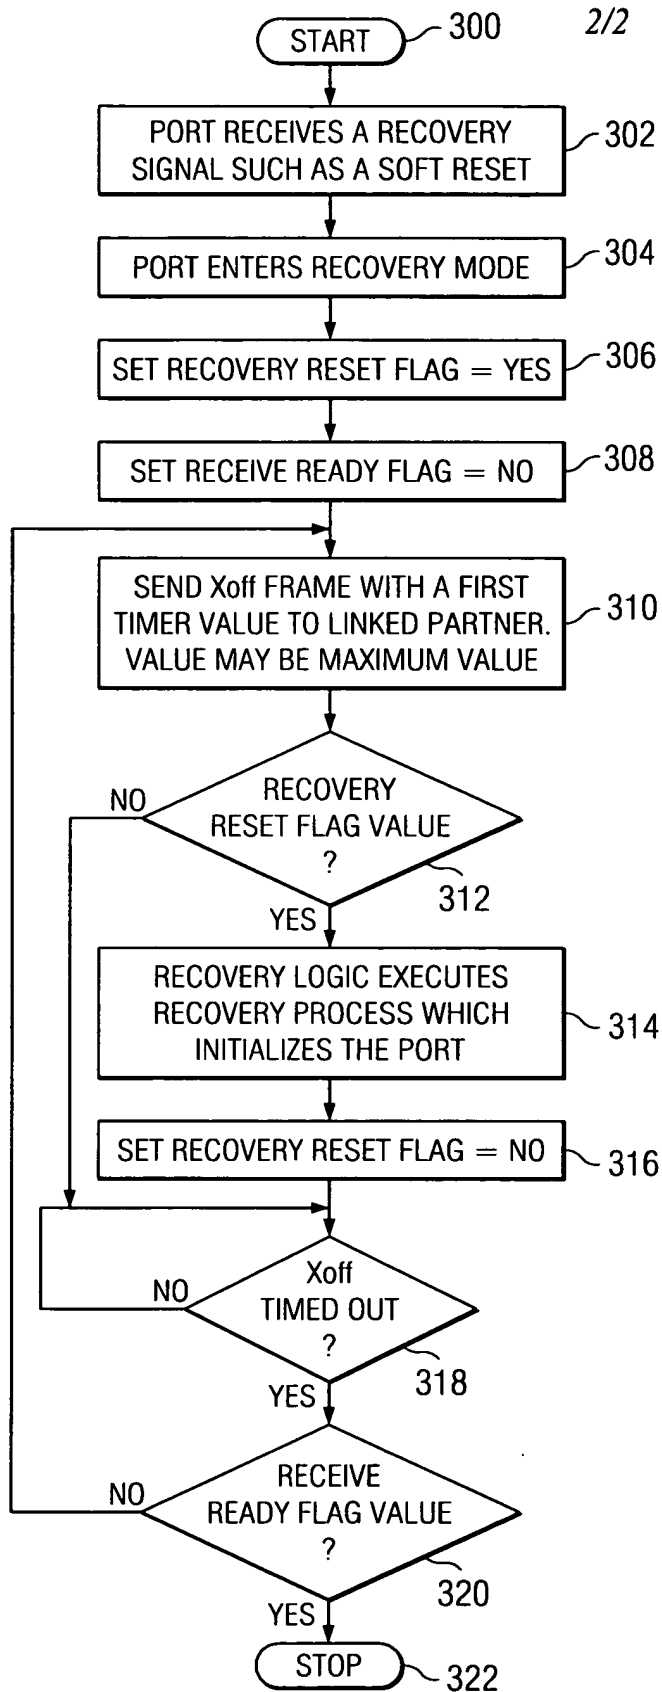 2/2
START
300
PORT RECEIVES A RECOVERY
SIGNAL SUCH AS A SOFT RESET
302
PORT ENTERS RECOVERY MODE
304
SET RECOVERY RESET FLAG = YES
306
SET RECEIVE READY FLAG = NO
308
SEND Xoff FRAME WITH A FIRST
TIMER VALUE TO LINKED PARTNER.
VALUE MAY BE MAXIMUM VALUE
310
RECOVERY
RESET FLAG VALUE
?
NO
312
YES
RECOVERY LOGIC EXECUTES
RECOVERY PROCESS WHICH
INITIALIZES THE PORT
314
SET RECOVERY RESET FLAG = NO
316
Xoff
TIMED OUT
?
NO
318
YES
RECEIVE
READY FLAG VALUE
?
NO
320
YES
STOP
322